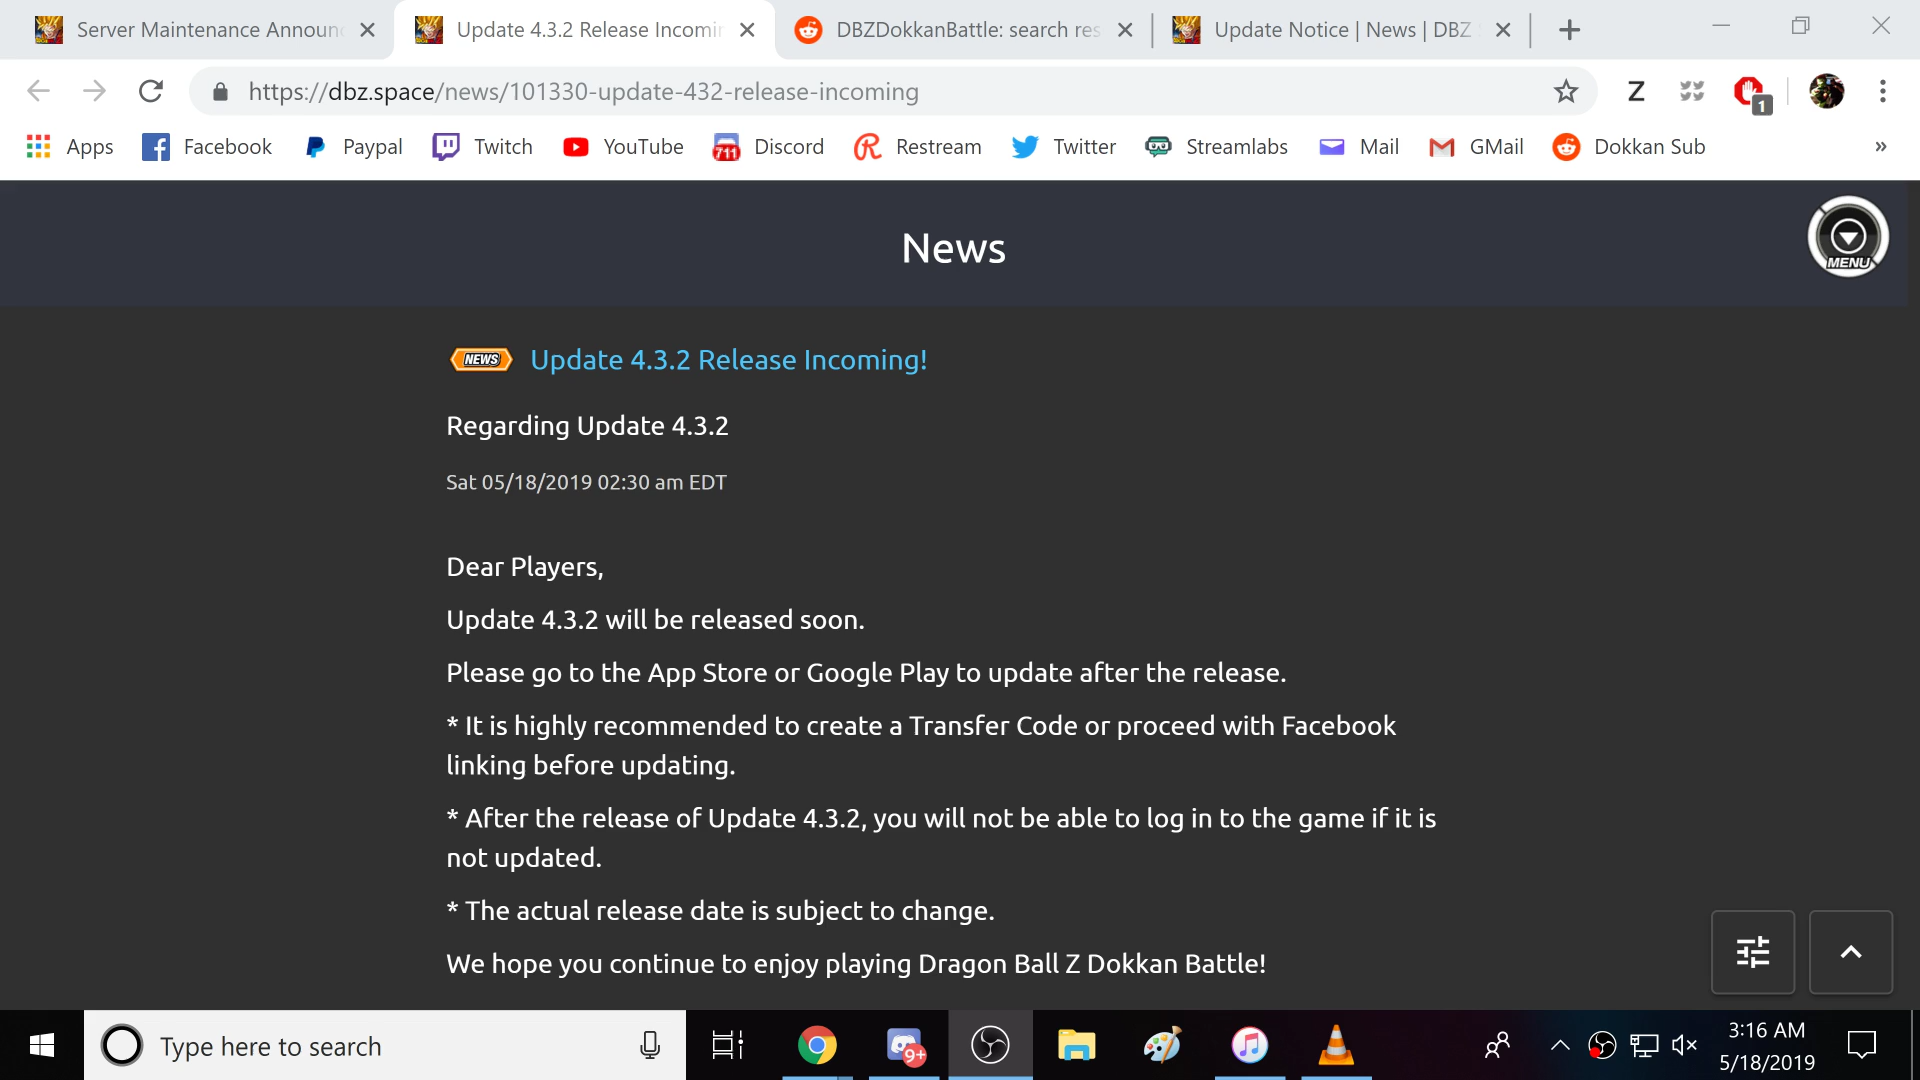 Server Maintenance Announ
Update 4.3.2 Release Incomin
DBZDokkanBattle: search res
Update Notice | News | DBZ
https://dbz.space/news/101330-update-432-release-incoming
Z
1
Apps
Facebook
Paypal
Twitch
YouTube
711
Discord
Restream
Twitter
Streamlabs
Mail
GMail
Dokkan Sub
»
News
MENU
NEWS Update 4.3.2 Release Incoming!
Regarding Update 4.3.2
Sat 05/18/2019 02:30 am EDT
Dear Players,
Update 4.3.2 will be released soon.
Please go to the App Store or Google Play to update after the release.
* It is highly recommended to create a Transfer Code or proceed with Facebook
linking before updating.
* After the release of Update 4.3.2, you will not be able to log in to the game if it is
not updated.
* The actual release date is subject to change.
We hope you continue to enjoy playing Dragon Ball Z Dokkan Battle!
Type here to search
9+
3:16 AM
5/18/2019